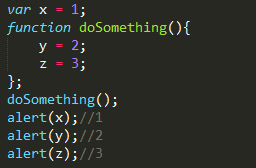 var x = 1;
function doSomething(){
    y = 2;
    z = 3;
};
doSomething();
alert(x);//1
alert(y);//2
alert(z);//3